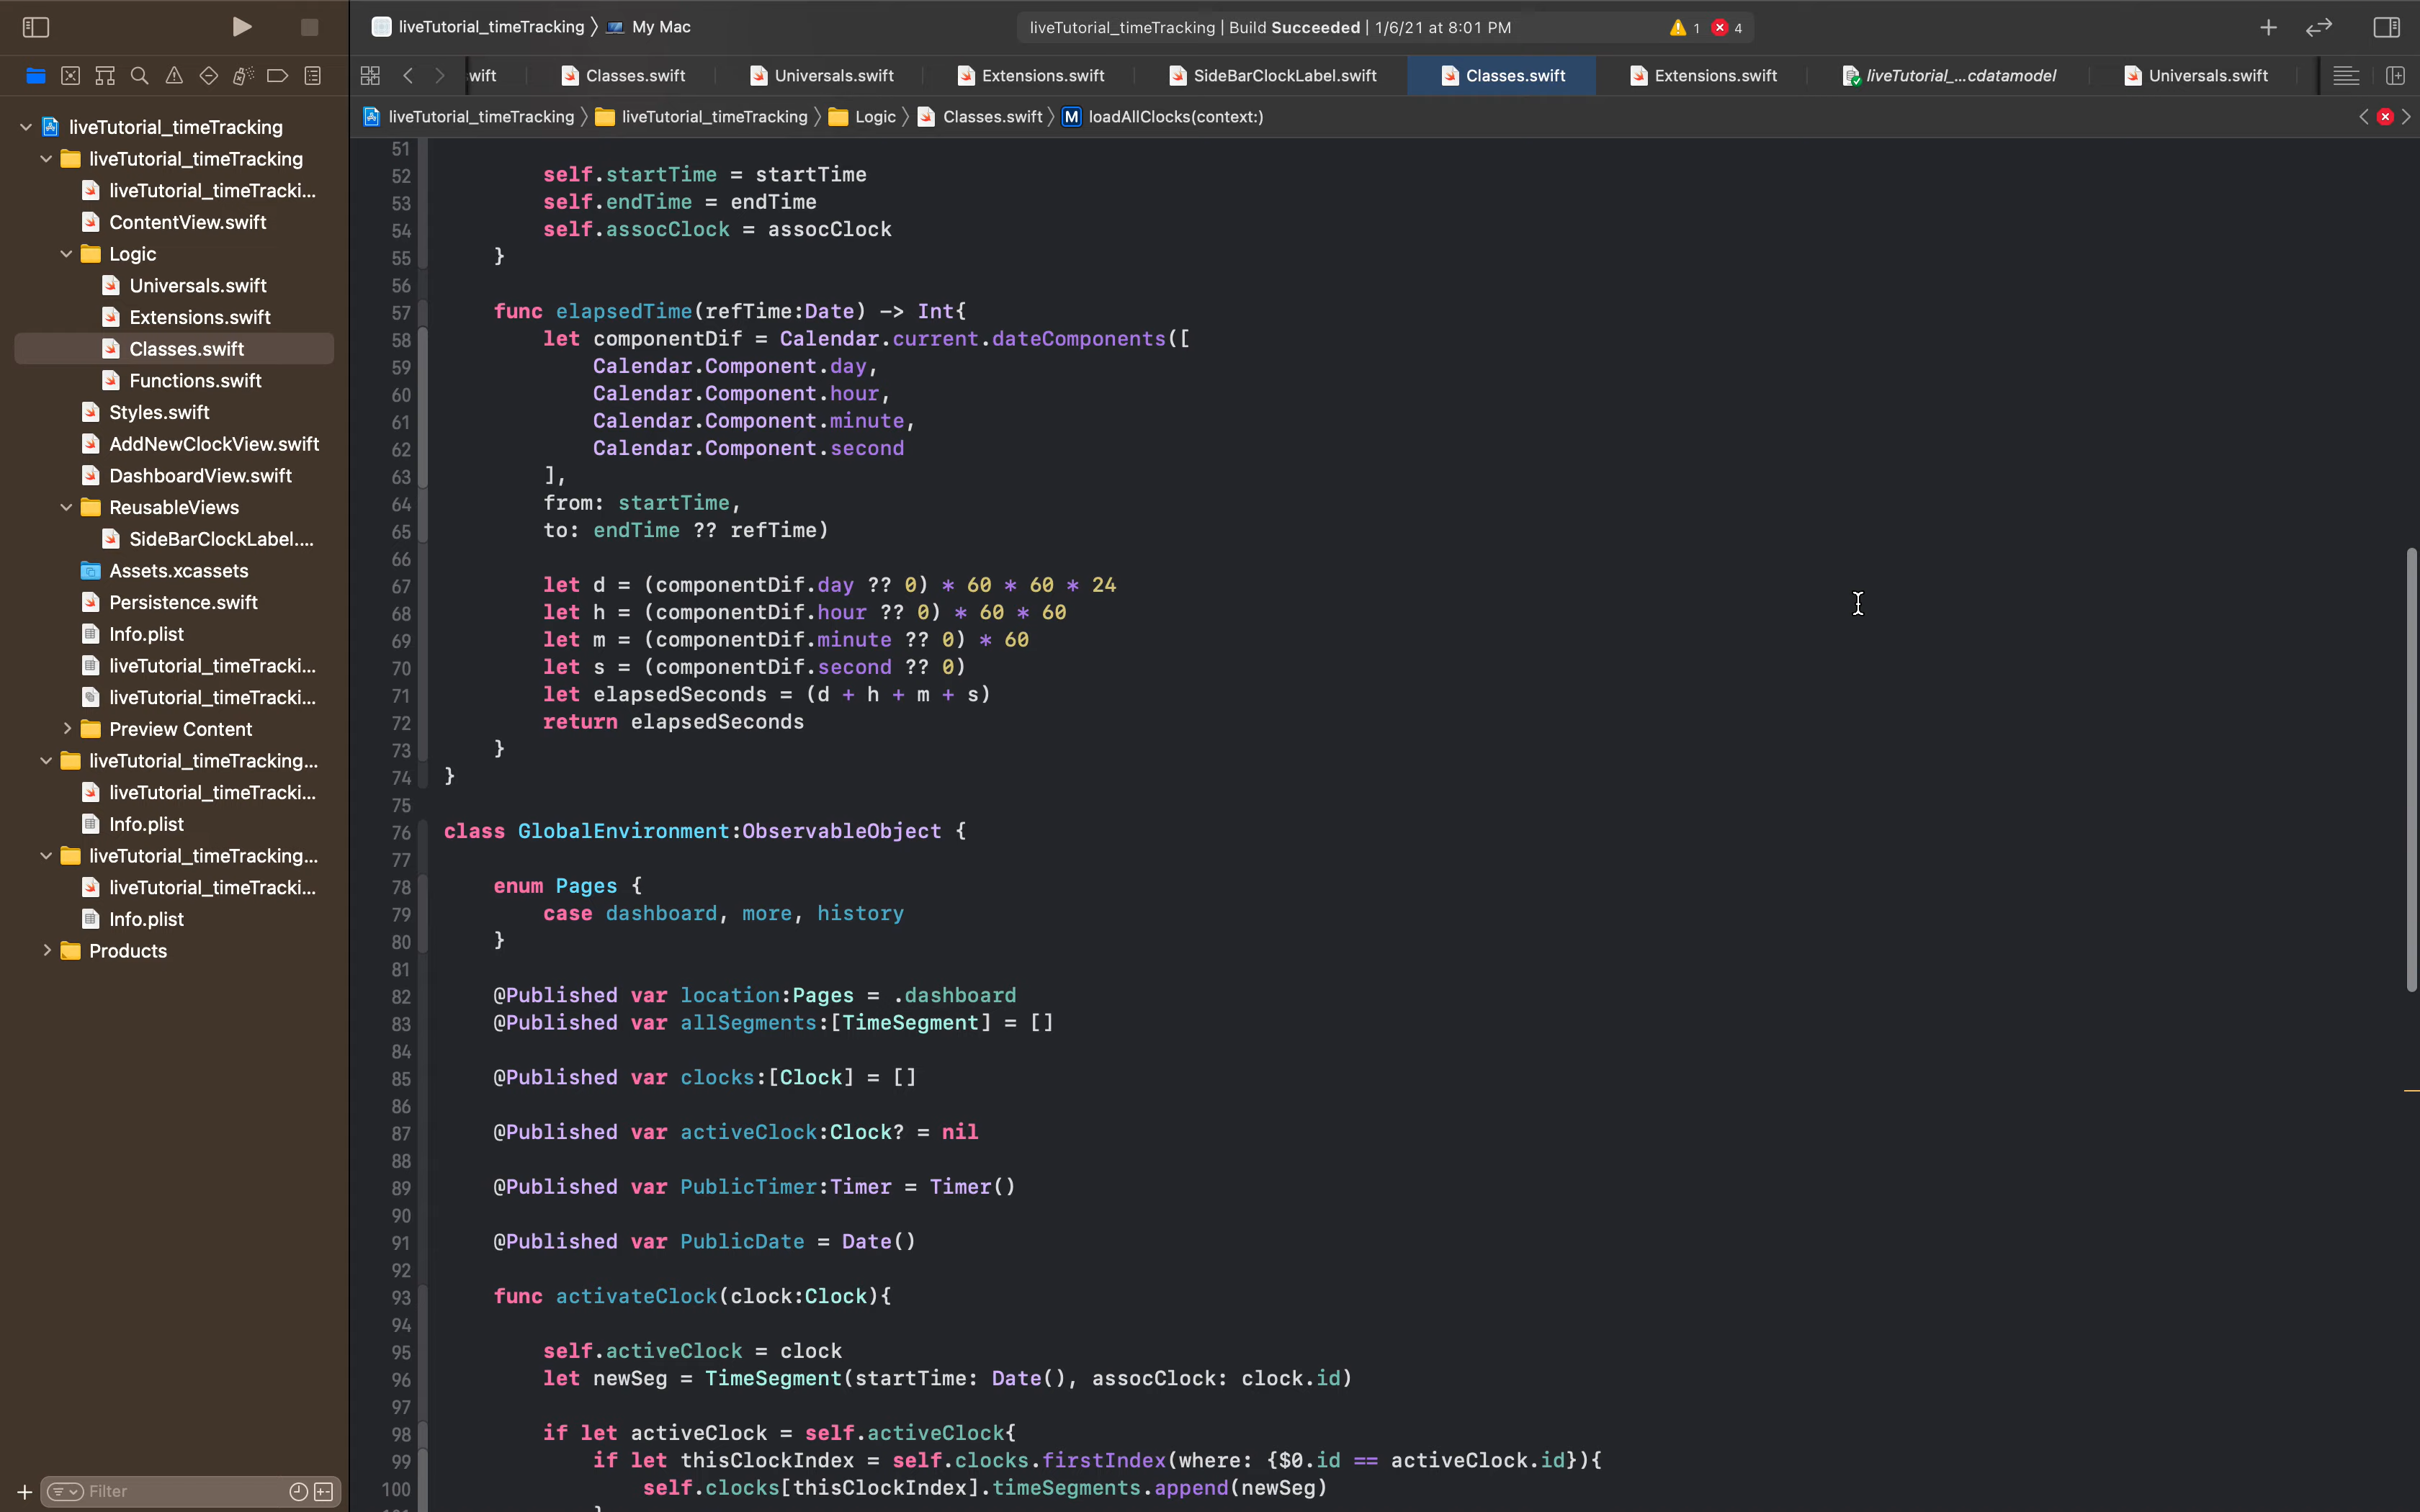 liveTutorial_timeTracking 〉 My Mac
liveTutorial_timeTracking | Build Succeeded | 1/6/21 at 8:01 PM
1 4
wift Classes.swift Universals.swift Extensions.swift SideBarClockLabel.swift Classes.swift Extensions.swift liveTutorial_...cdatamodel Universals.swift
liveTutorial_timeTracking 〉 liveTutorial_timeTracking 〉 Logic 〉 Classes.swift 〉 M loadAllClocks(context:)
liveTutorial_timeTracking
liveTutorial_timeTracking
liveTutorial_timeTracki...
ContentView.swift
Logic
Universals.swift
Extensions.swift
Classes.swift
Functions.swift
Styles.swift
AddNewClockView.swift
DashboardView.swift
ReusableViews
SideBarClockLabel....
Assets.xcassets
Persistence.swift
Info.plist
liveTutorial_timeTracki...
liveTutorial_timeTracki...
Preview Content
liveTutorial_timeTracking...
liveTutorial_timeTracki...
Info.plist
liveTutorial_timeTracking...
liveTutorial_timeTracki...
Info.plist
Products
Filter
51
52 self.startTime = startTime
53 self.endTime = endTime
54 self.assocClock = assocClock
55 }
56
57 func elapsedTime(refTime:Date) -> Int{
58 let componentDif = Calendar.current.dateComponents([
59 Calendar.Component.day,
60 Calendar.Component.hour,
61 Calendar.Component.minute,
62 Calendar.Component.second
63 ],
64 from: startTime,
65 to: endTime ?? refTime)
66
67 let d = (componentDif.day ?? 0) * 60 * 60 * 24
68 let h = (componentDif.hour ?? 0) * 60 * 60
69 let m = (componentDif.minute ?? 0) * 60
70 let s = (componentDif.second ?? 0)
71 let elapsedSeconds = (d + h + m + s)
72 return elapsedSeconds
73 }
74 }
75
76 class GlobalEnvironment:ObservableObject {
77
78 enum Pages {
79 case dashboard, more, history
80 }
81
82 @Published var location:Pages = .dashboard
83 @Published var allSegments:[TimeSegment] = []
84
85 @Published var clocks:[Clock] = []
86
87 @Published var activeClock:Clock? = nil
88
89 @Published var PublicTimer:Timer = Timer()
90
91 @Published var PublicDate = Date()
92
93 func activateClock(clock:Clock){
94
95 self.activeClock = clock
96 let newSeg = TimeSegment(startTime: Date(), assocClock: clock.id)
97
98 if let activeClock = self.activeClock{
99 if let thisClockIndex = self.clocks.firstIndex(where: {$0.id == activeClock.id}){
100 self.clocks[thisClockIndex].timeSegments.append(newSeg)